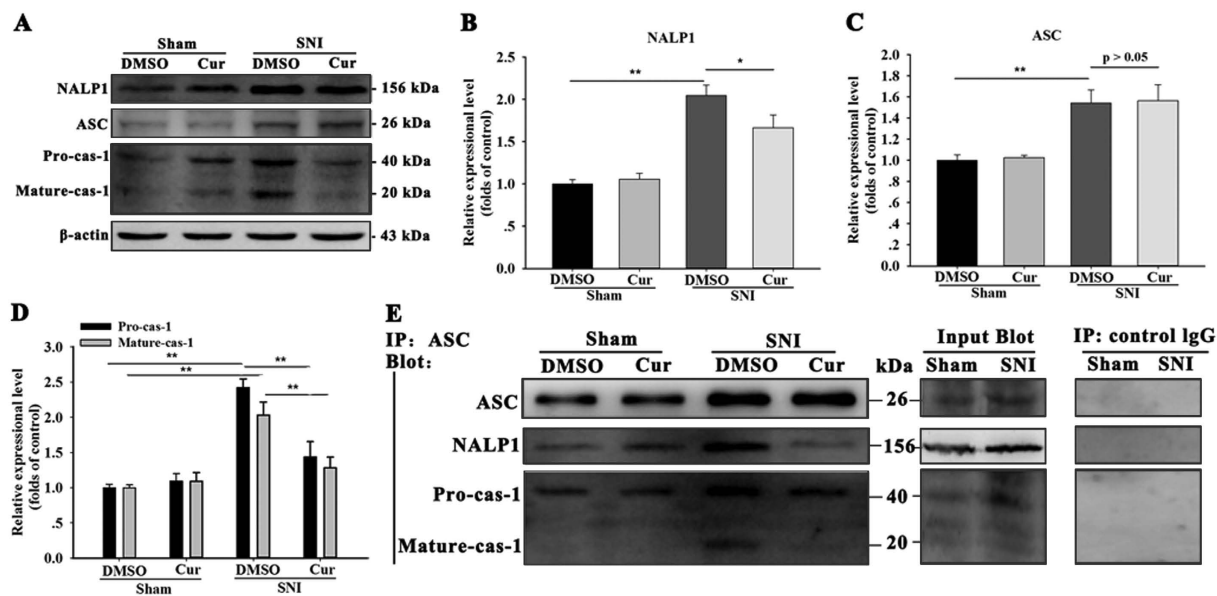 A
Sham SNI
DMSO Cur DMSO Cur
NALP1 - 156 kDa
ASC - 26 kDa
Pro-cas-1 - 40 kDa
Mature-cas-1 - 20 kDa
β-actin - 43 kDa
B
NALP1
Relative expressional level
(folds of control)
2.5
2.0
1.5
1.0
.5
0.0
** *
DMSO Cur DMSO Cur
Sham SNI
C
ASC
Relative expressional level
(folds of control)
2.0
1.8
1.6
1.4
1.2
1.0
.8
.6
.4
.2
0.0
** p > 0.05
DMSO Cur DMSO Cur
Sham SNI
D
Pro-cas-1
Mature-cas-1
Relative expressional level
(folds of control)
3.0
2.5
2.0
1.5
1.0
.5
0.0
** **
**
**
DMSO Cur DMSO Cur
Sham SNI
E
IP: ASC Sham SNI Input Blot IP: control lgG
Blot: DMSO Cur DMSO Cur kDa Sham SNI Sham SNI
ASC 26
NALP1 156
Pro-cas-1 40
Mature-cas-1 20